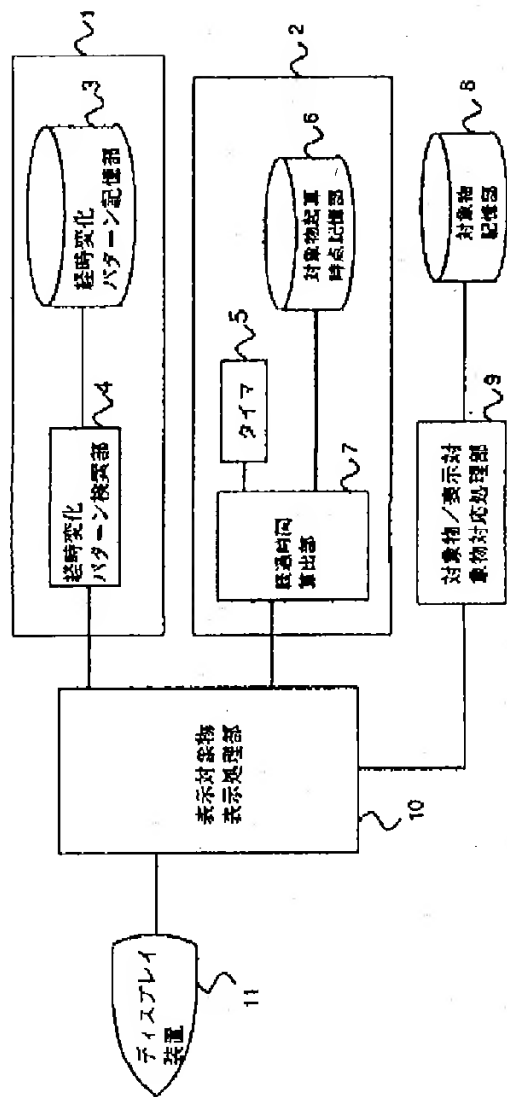 1
3
経時変化
パターン記憶部
4
経時変化
パターン検索部
2
6
対象物起算
時点記憶部
5
タイマ
7
経過時間
算出部
8
対象物
記憶部
9
対象物/表示対
象物対応処理部
表示対象物
表示処理部
10
ディスプレイ
装置
11